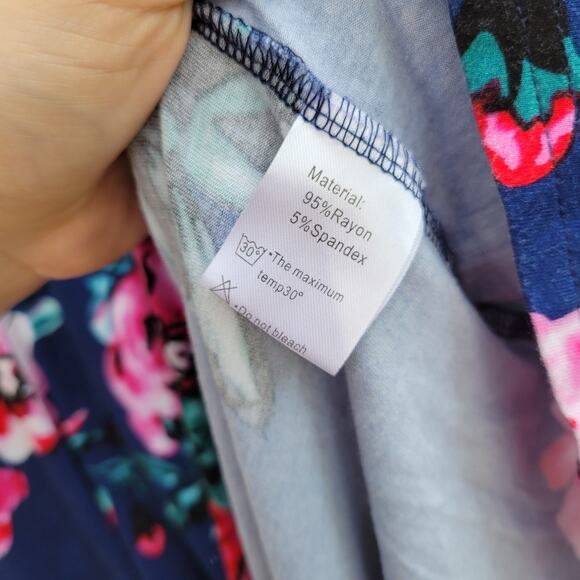 Material:
95%Rayon
5%Spandex
30° •The maximum
temp30°
•Do not bleach